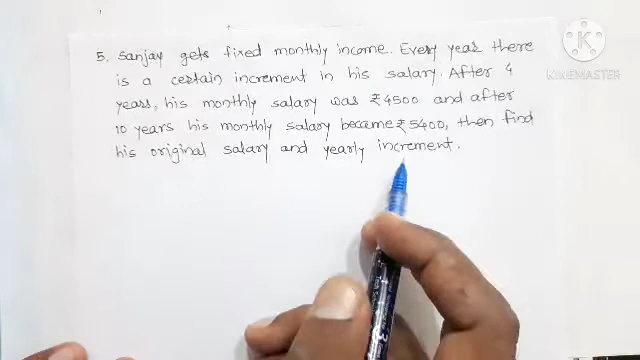 5. Sanjay gets fixed monthly income. Every year there
is a certain increment in his salary. After 4
years, his monthly salary was ₹4500 and after
10 years his monthly salary became ₹5400, then find
his original salary and yearly increment.
KINEMASTER